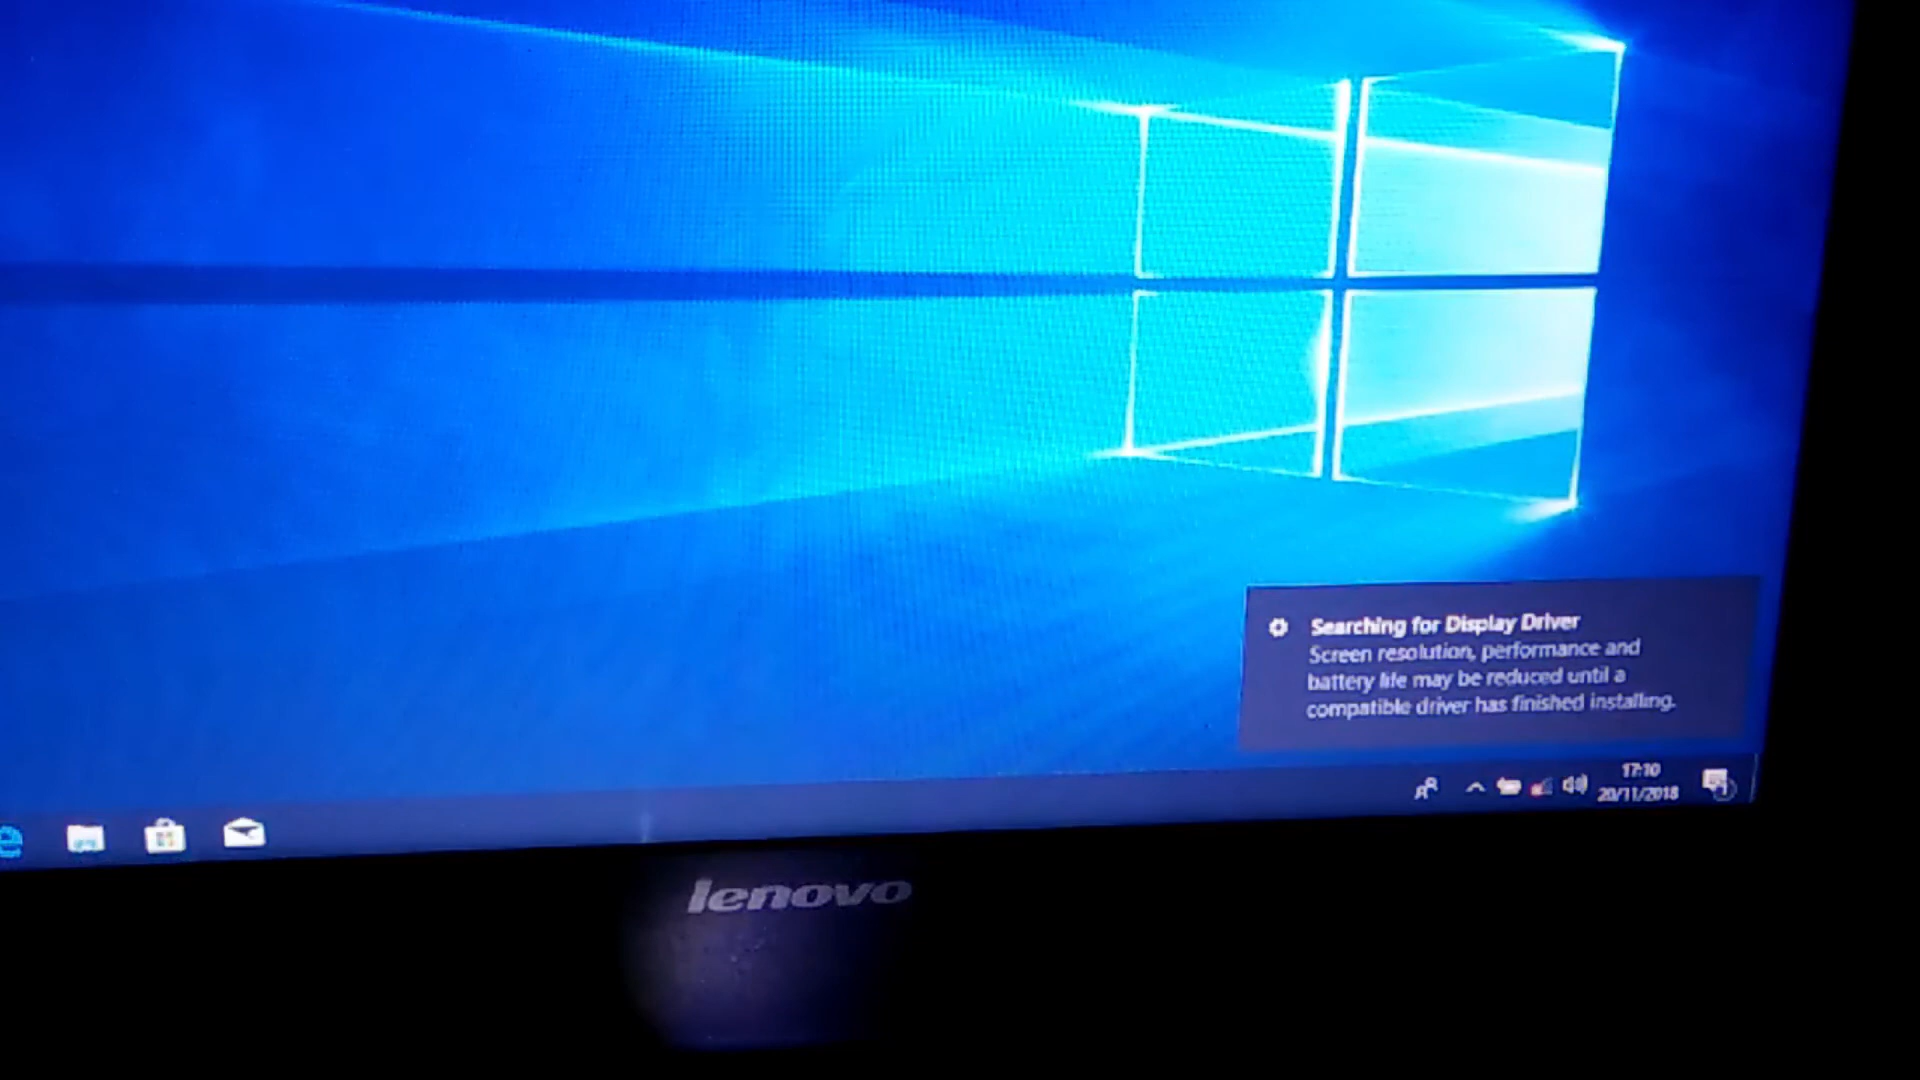 Searching for Display Driver
Screen resolution, performance and
battery life may be reduced until a
compatible driver has finished installing.
17:10
20/11/2018
lenovo